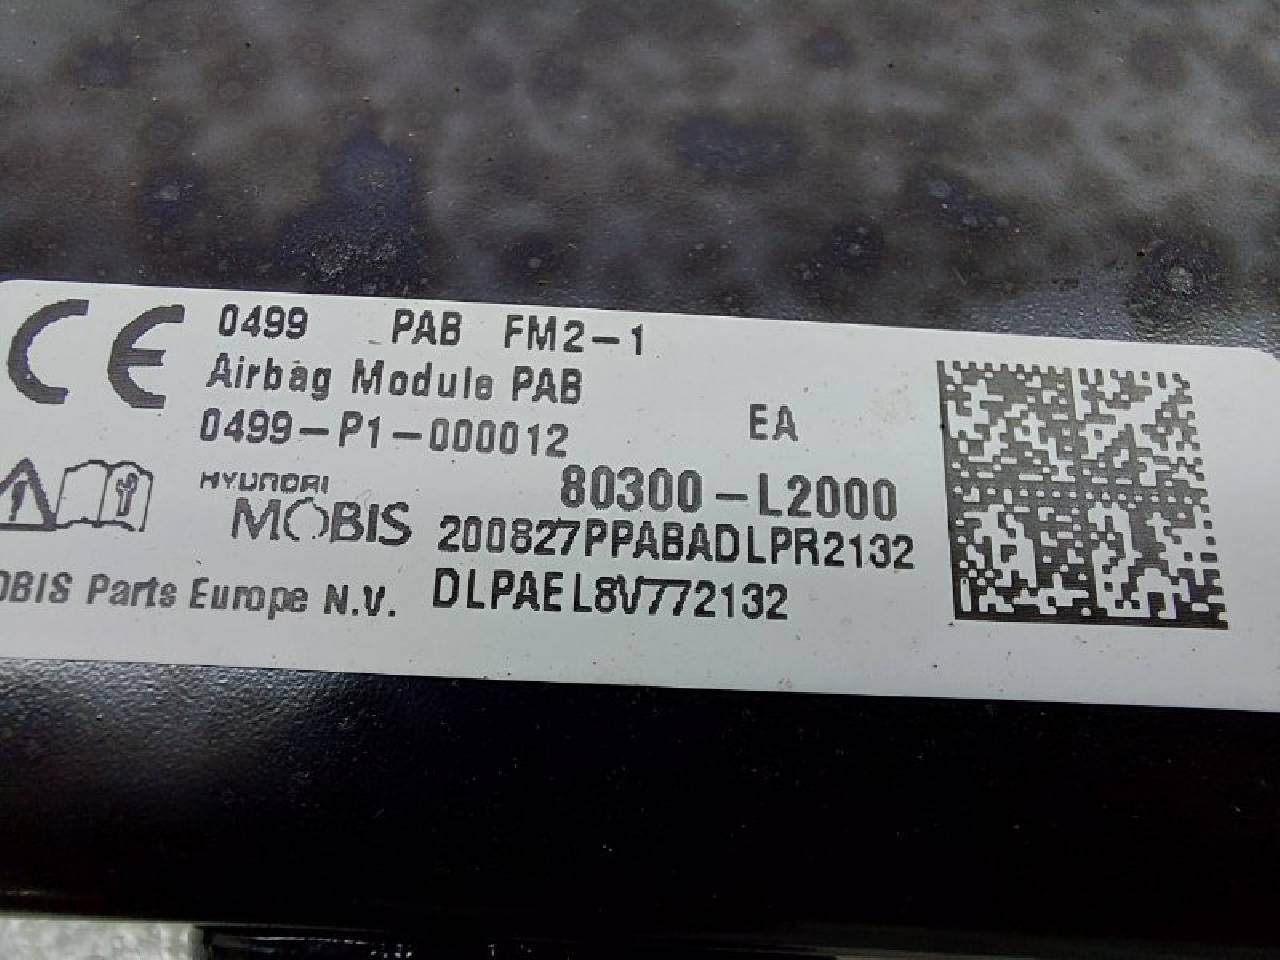 CE 0499 PAB FM2-1
Airbag Module PAB
0499-P1-000012 EA
HYUNDAI 80300-L2000
MOBIS 200827PPABADLPR2132
OBIS Parts Europe N.V. DLPAEL8V772132